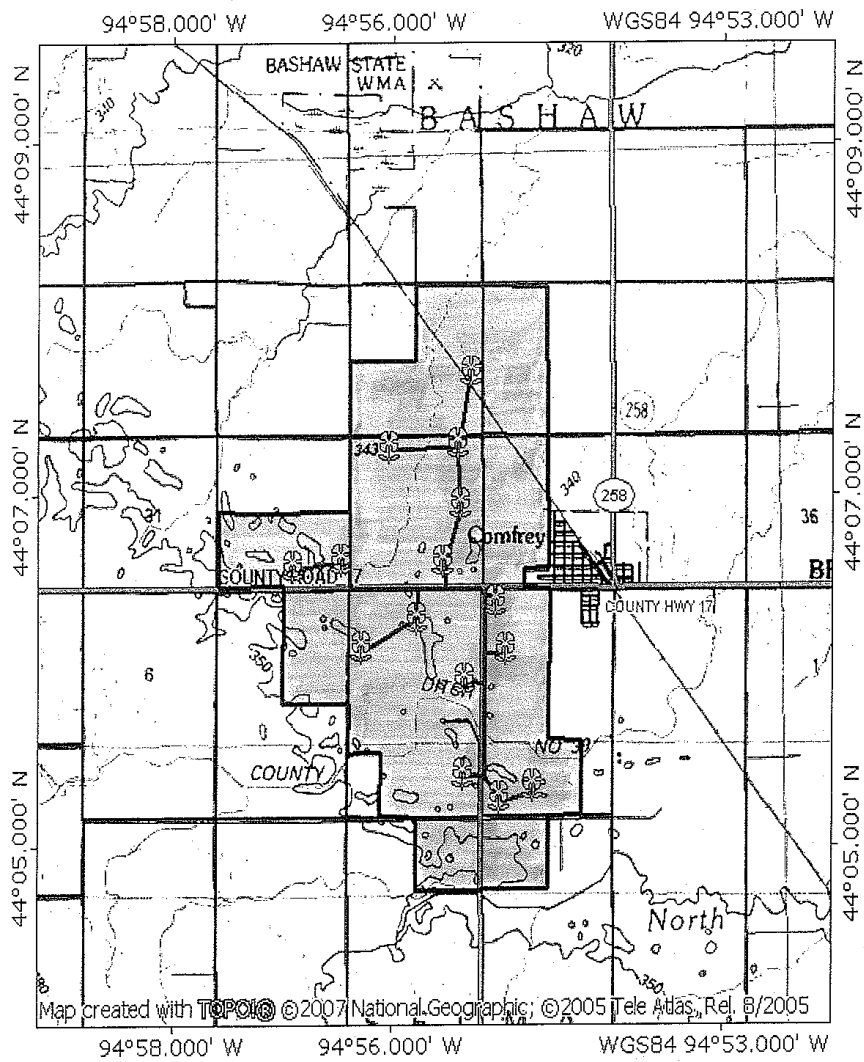 94°58.000' W 94°56.000' W WGS84 94°53.000' W
320
BASHAW STATE
WMA
BASHAW
340
44°09.000' N
44°09.000' N
258
343
340
258
44°07.000' N
44°07.000' N
31
36
Comfrey
COUNTY ROAD 7
COUNTY HWY 17
350
6
1
DITCH
NO 39
COUNTY
44°05.000' N
44°05.000' N
North
350
Map created with TOPO!® ©2007 National Geographic; ©2005 Tele Atlas, Rel. 8/2005
94°58.000' W 94°56.000' W WGS84 94°53.000' W